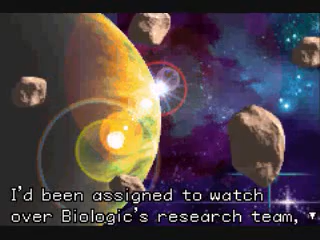 I'd been assigned to watch
over Biologic's research team,